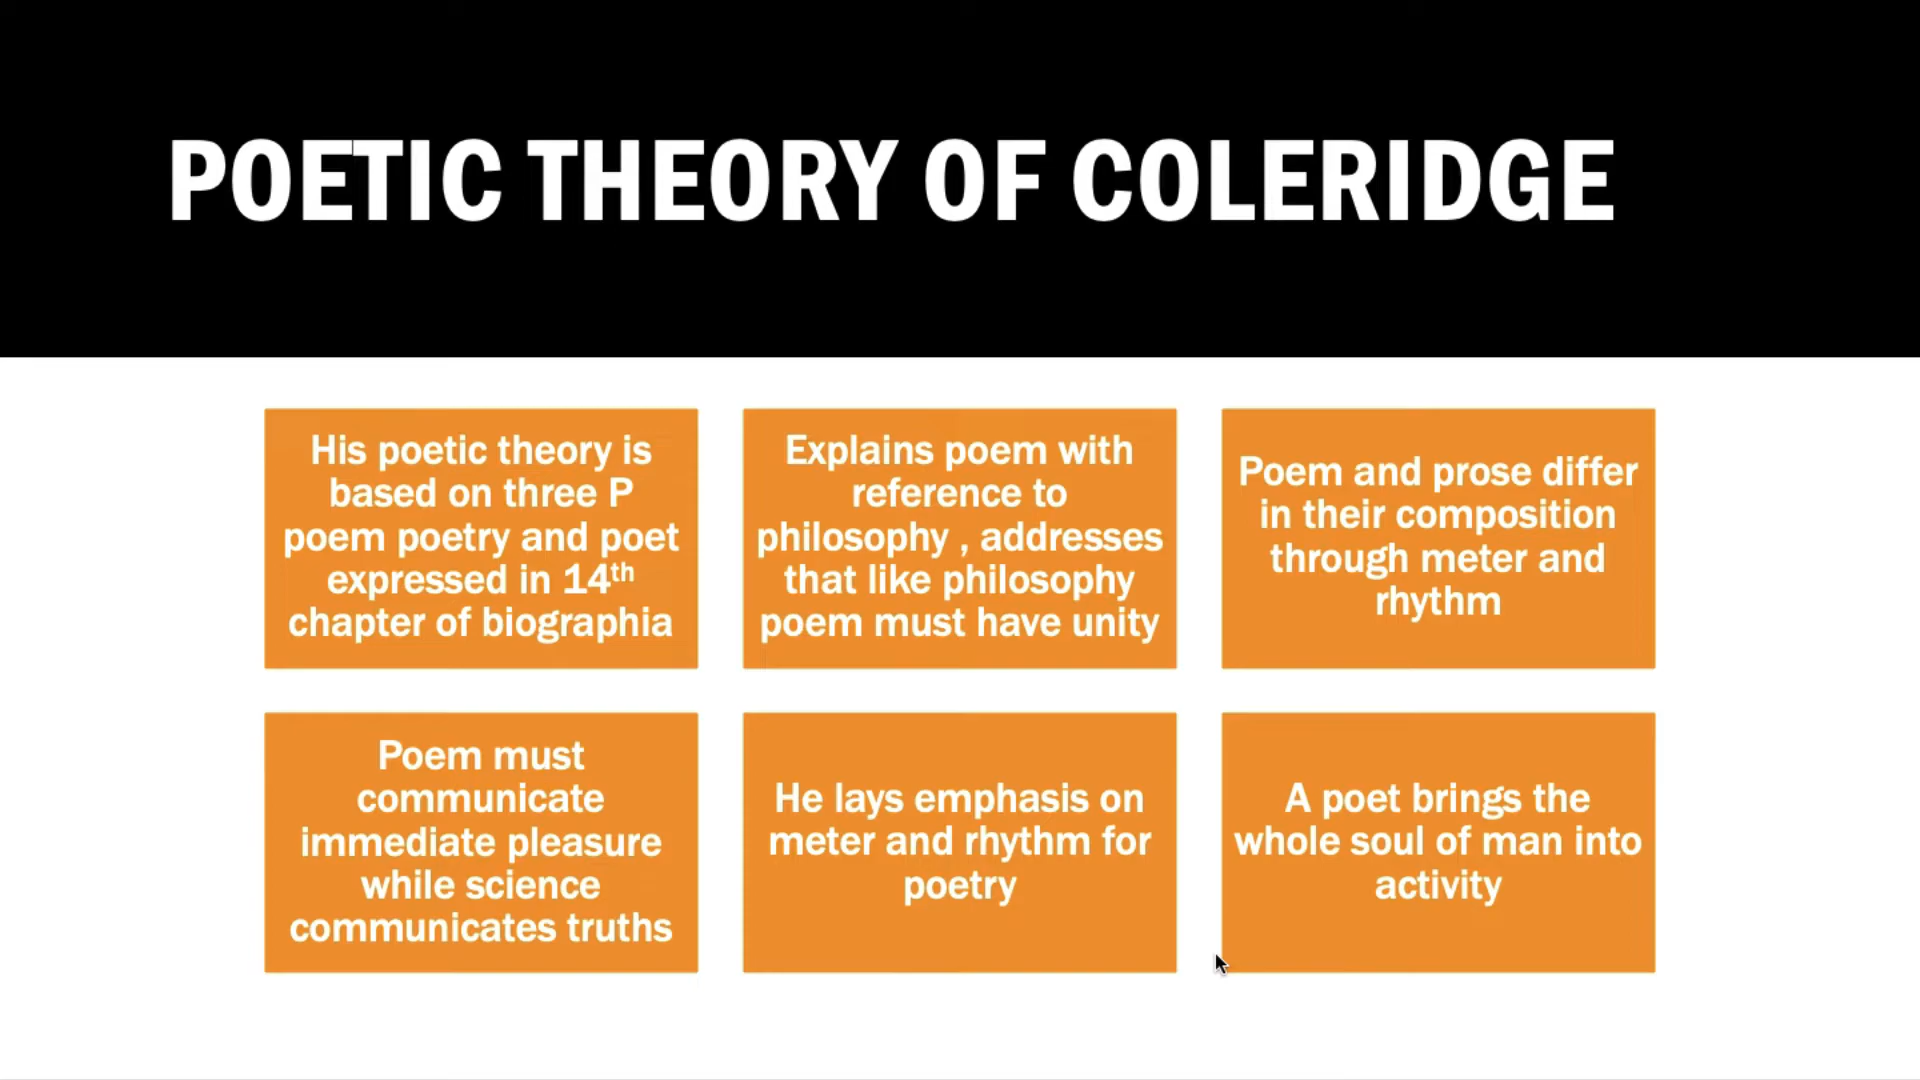 POETIC THEORY OF COLERIDGE
His poetic theory is
based on three P
poem poetry and poet
expressed in 14th
chapter of biographia
Explains poem with
reference to
philosophy , addresses
that like philosophy
poem must have unity
Poem and prose differ
in their composition
through meter and
rhythm
Poem must
communicate
immediate pleasure
while science
communicates truths
He lays emphasis on
meter and rhythm for
poetry
A poet brings the
whole soul of man into
activity